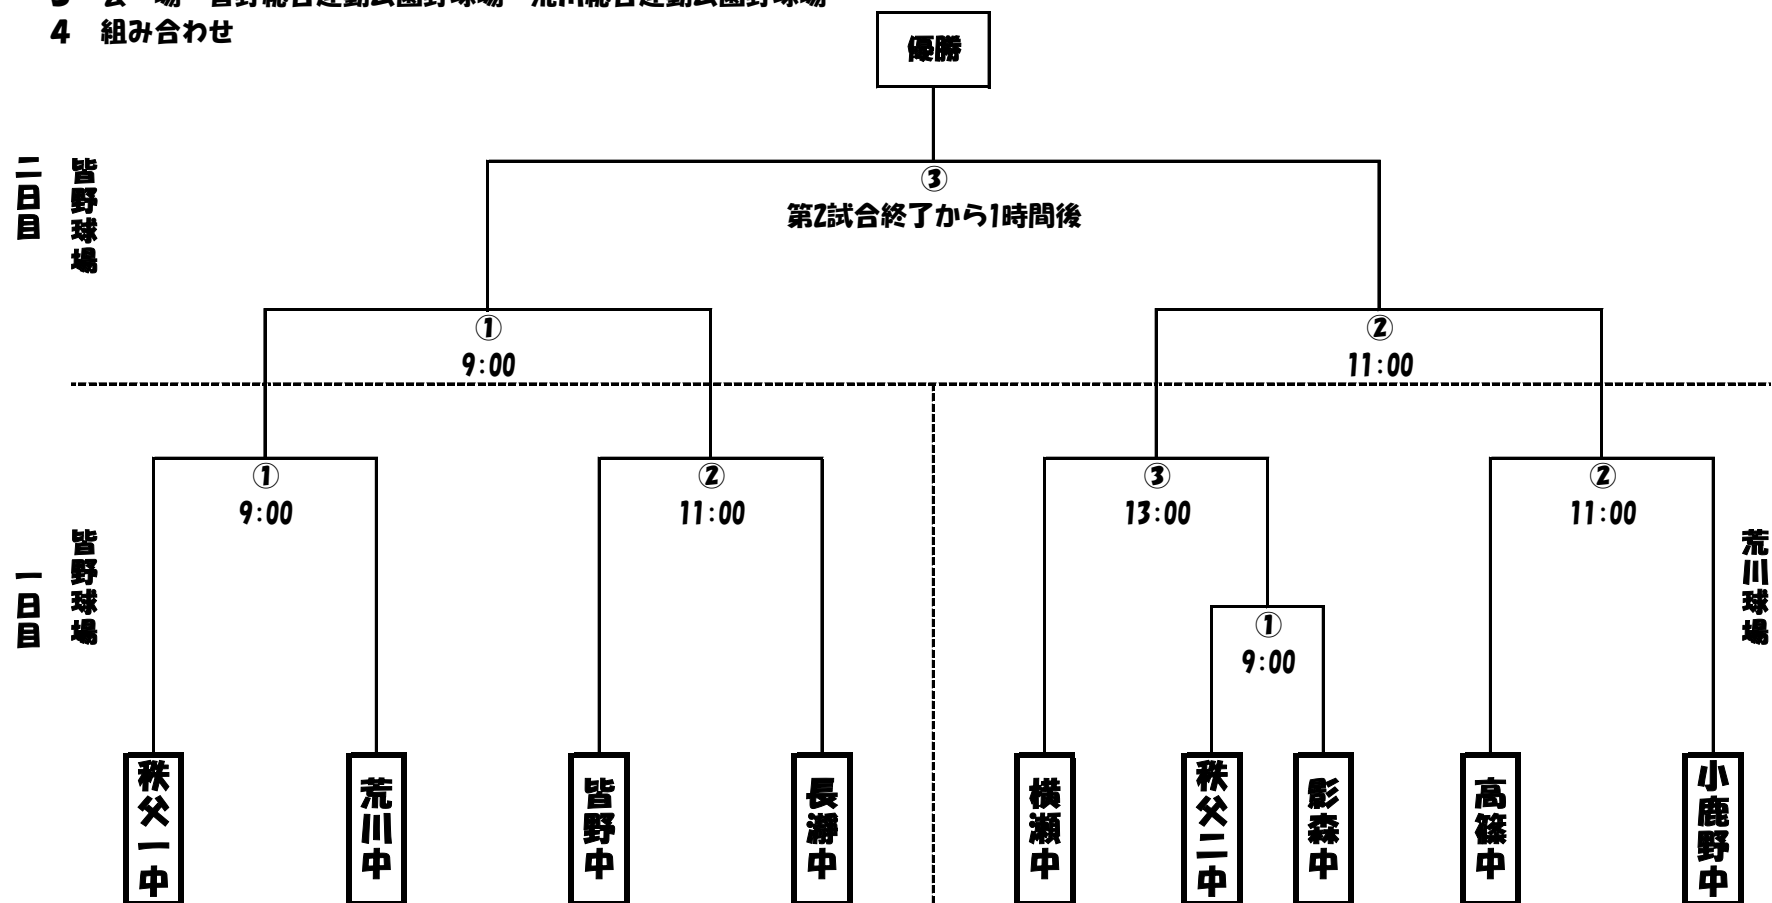 4 組み合わせ
優勝
二日目
皆野球場
③
第2試合終了から1時間後
①
9:00
②
11:00
一日目
皆野球場
①
9:00
②
11:00
③
13:00
②
11:00
①
9:00
荒川球場
秩父一中
荒川中
皆野中
長瀞中
横瀬中
秩父二中
影森中
高篠中
小鹿野中